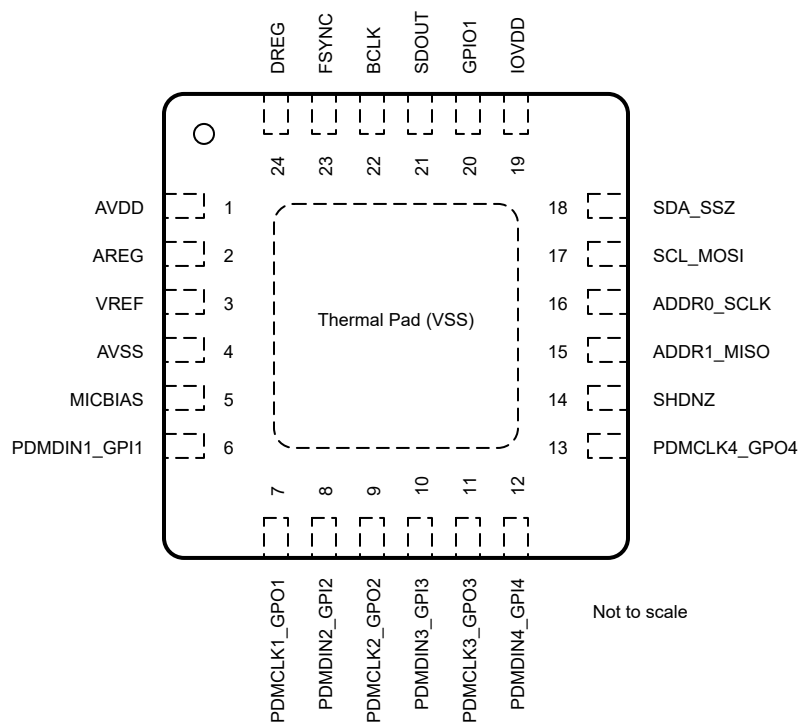 DREG
FSYNC
BCLK
SDOUT
GPIO1
IOVDD
24
23
22
21
20
19
AVDD 1
AREG 2
VREF 3
AVSS 4
MICBIAS 5
PDMDIN1_GPI1 6
Thermal Pad (VSS)
18 SDA_SSZ
17 SCL_MOSI
16 ADDR0_SCLK
15 ADDR1_MISO
14 SHDNZ
13 PDMCLK4_GPO4
7
8
9
10
11
12
PDMCLK1_GPO1
PDMDIN2_GPI2
PDMCLK2_GPO2
PDMDIN3_GPI3
PDMCLK3_GPO3
PDMDIN4_GPI4
Not to scale